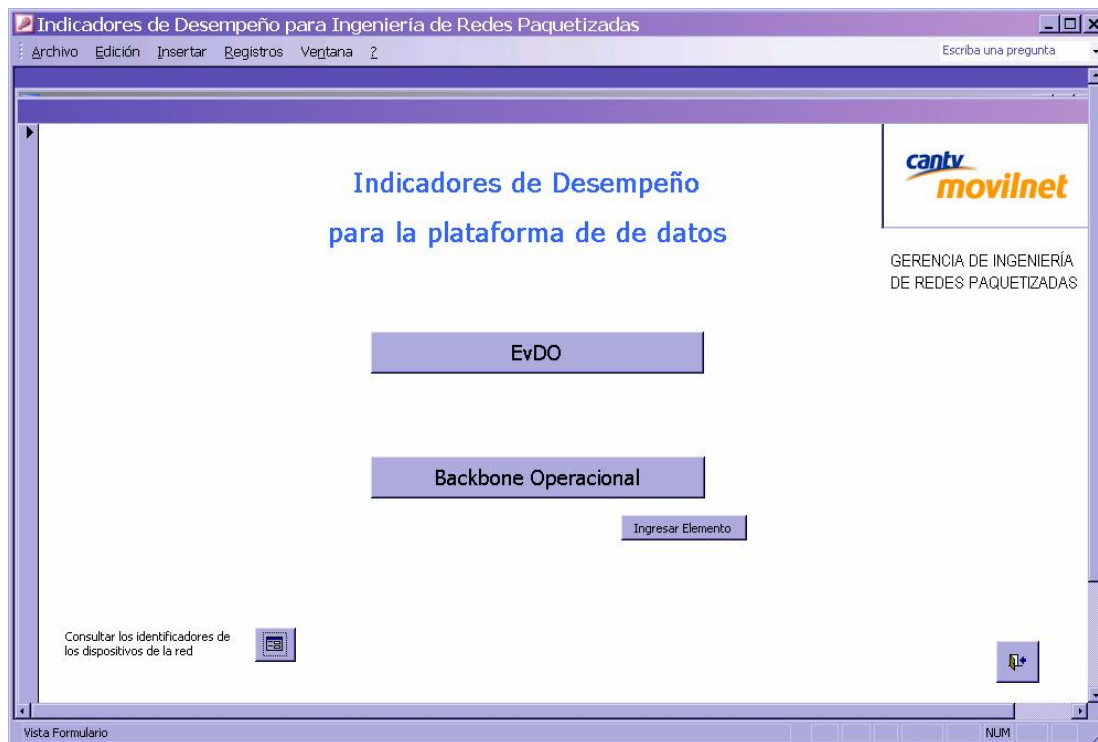 Indicadores de Desempeño para Ingeniería de Redes Paquetizadas
Archivo Edición Insertar Registros Ventana ?
Escriba una pregunta
cantv
movilnet
Indicadores de Desempeño
para la plataforma de de datos
GERENCIA DE INGENIERÍA
DE REDES PAQUETIZADAS
EvDO
Backbone Operacional
Ingresar Elemento
Consultar los identificadores de
los dispositivos de la red
Vista Formulario
NUM